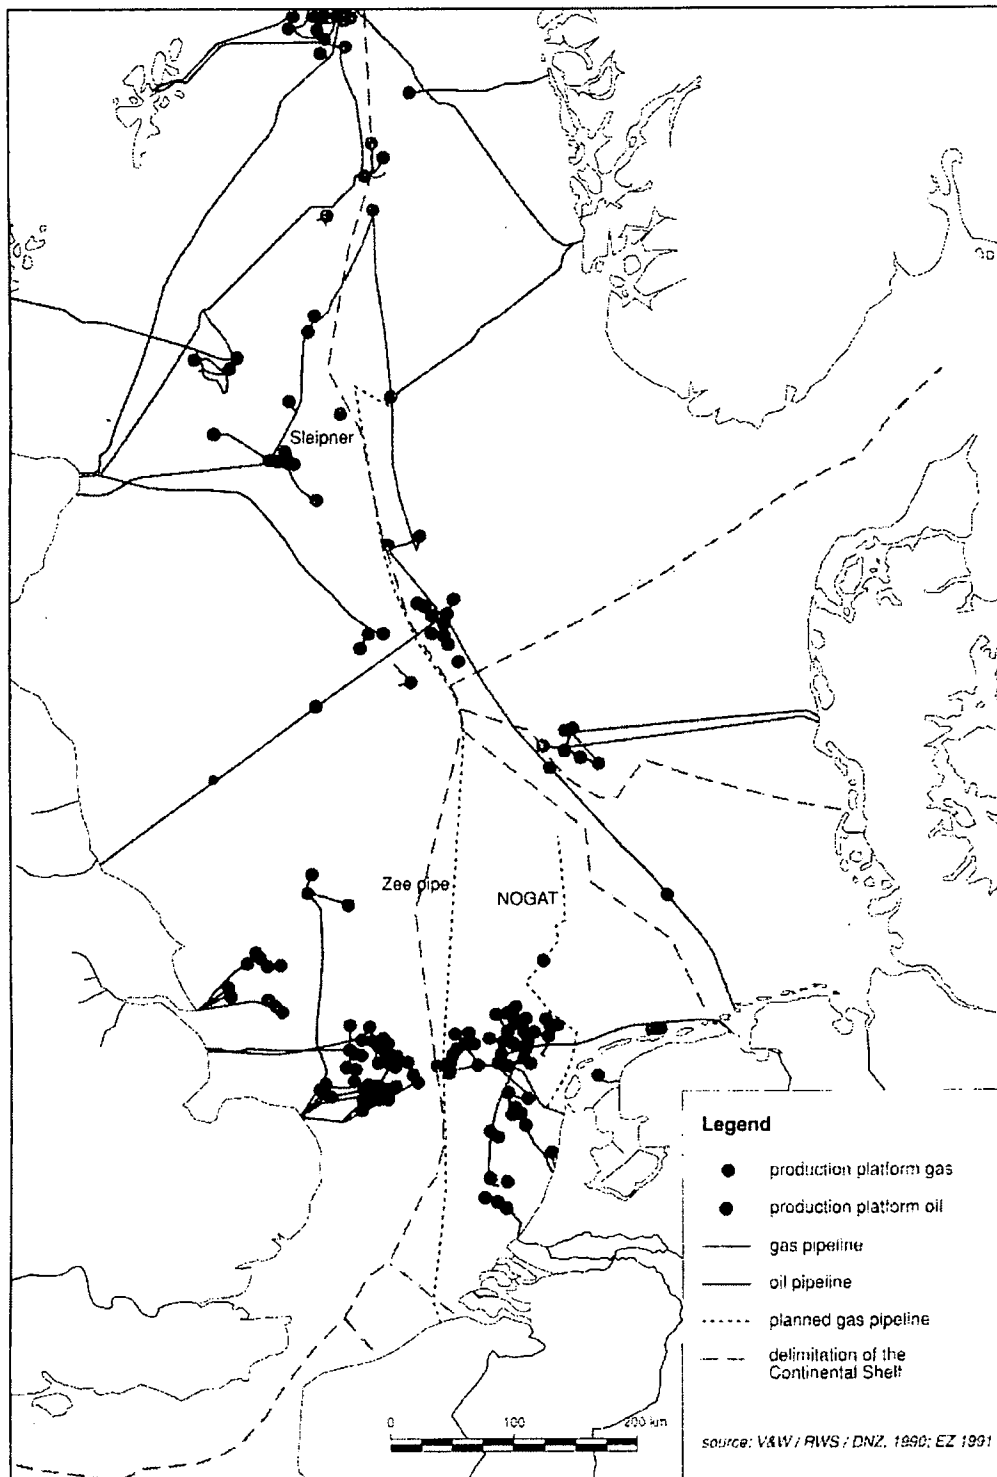 Sleipner
Zee pipe
NOGAT
Legend
production platform gas
production platform oil
gas pipeline
oil pipeline
planned gas pipeline
delimitation of the
Continental Shelf
0 100 200 km
source: V&W / RWS / DNZ, 1990; EZ 1991